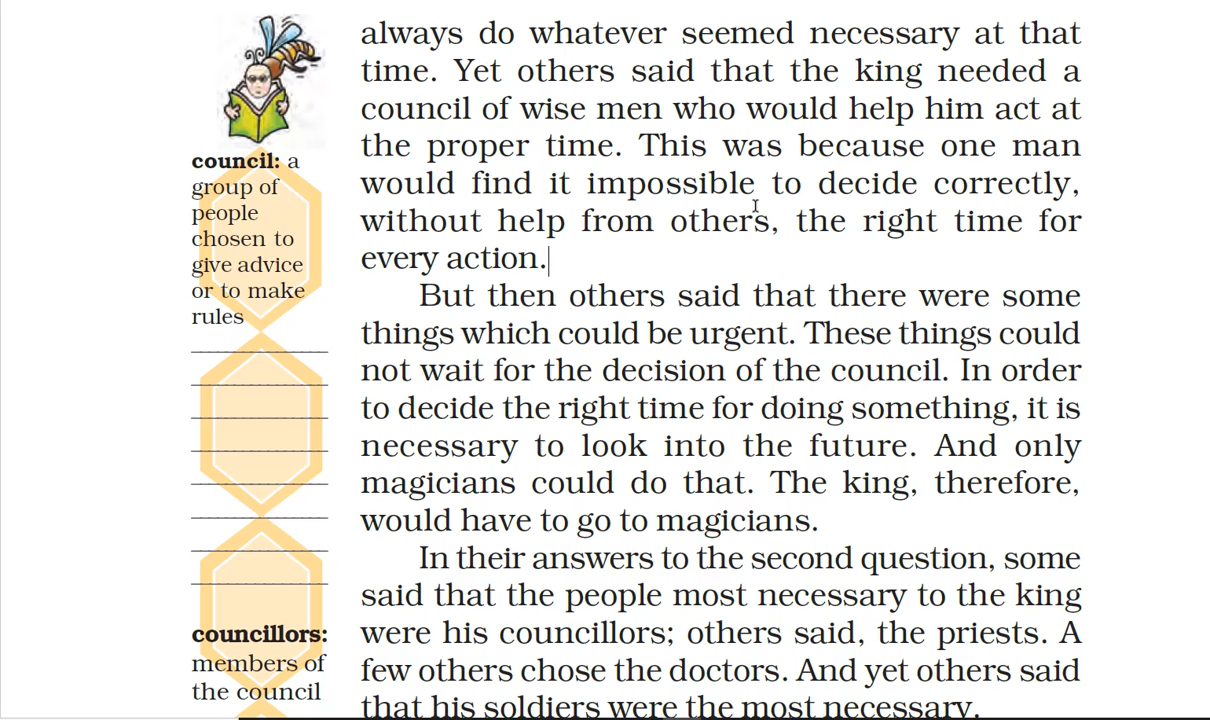 always do whatever seemed necessary at that
time. Yet others said that the king needed a
council of wise men who would help him act at
the proper time. This was because one man
would find it impossible to decide correctly,
without help from others, the right time for
every action.
But then others said that there were some
things which could be urgent. These things could
not wait for the decision of the council. In order
to decide the right time for doing something, it is
necessary to look into the future. And only
magicians could do that. The king, therefore,
would have to go to magicians.
In their answers to the second question, some
said that the people most necessary to the king
were his councillors; others said, the priests. A
few others chose the doctors. And yet others said
that his soldiers were the most necessary.
council: a
group of
people
chosen to
give advice
or to make
rules
councillors:
members of
the council